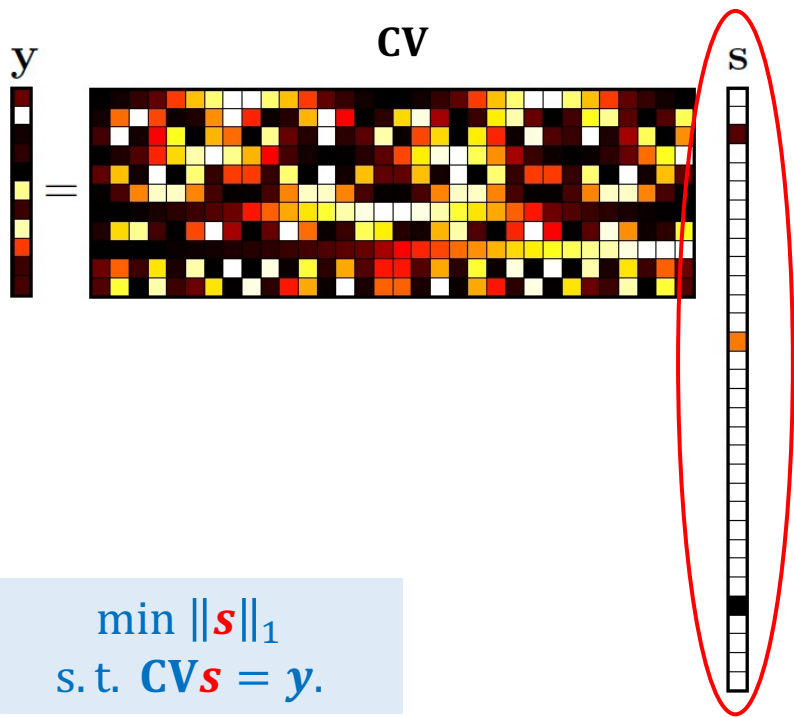 CV
y
=
s
min ‖s‖₁
s.t. CVs = y.